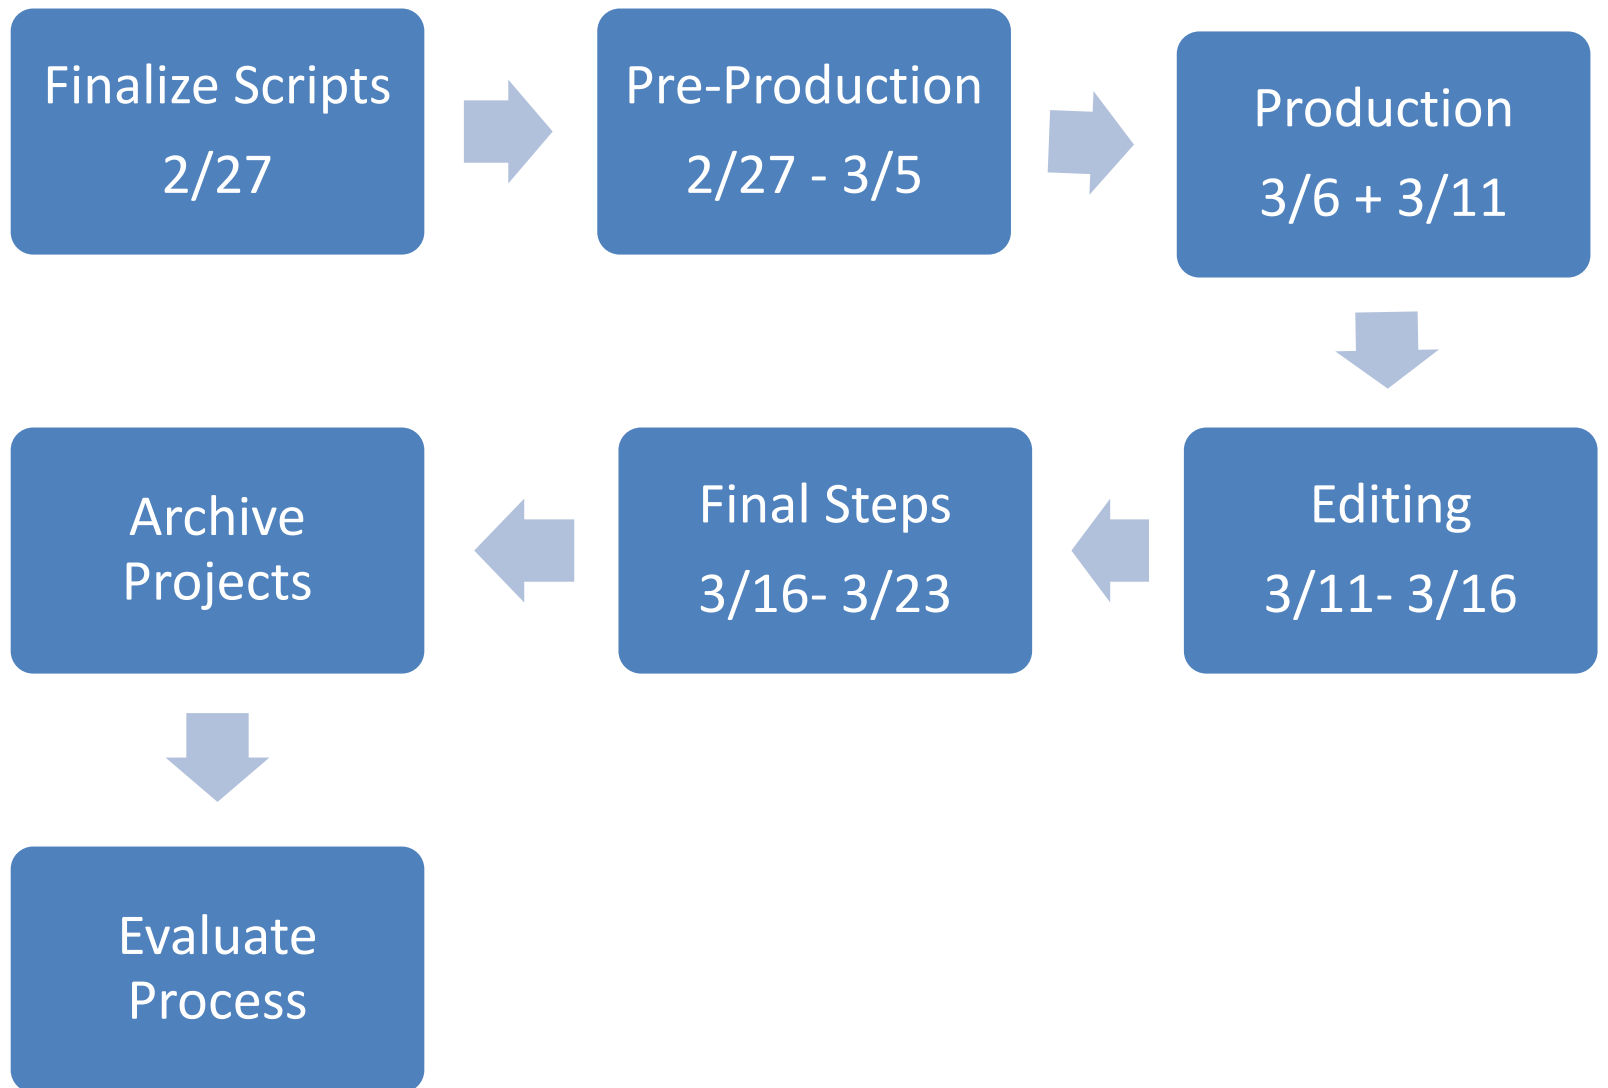 Finalize Scripts
2/27
Pre-Production
2/27 - 3/5
Production
3/6 + 3/11
Editing
3/11- 3/16
Final Steps
3/16- 3/23
Archive
Projects
Evaluate
Process